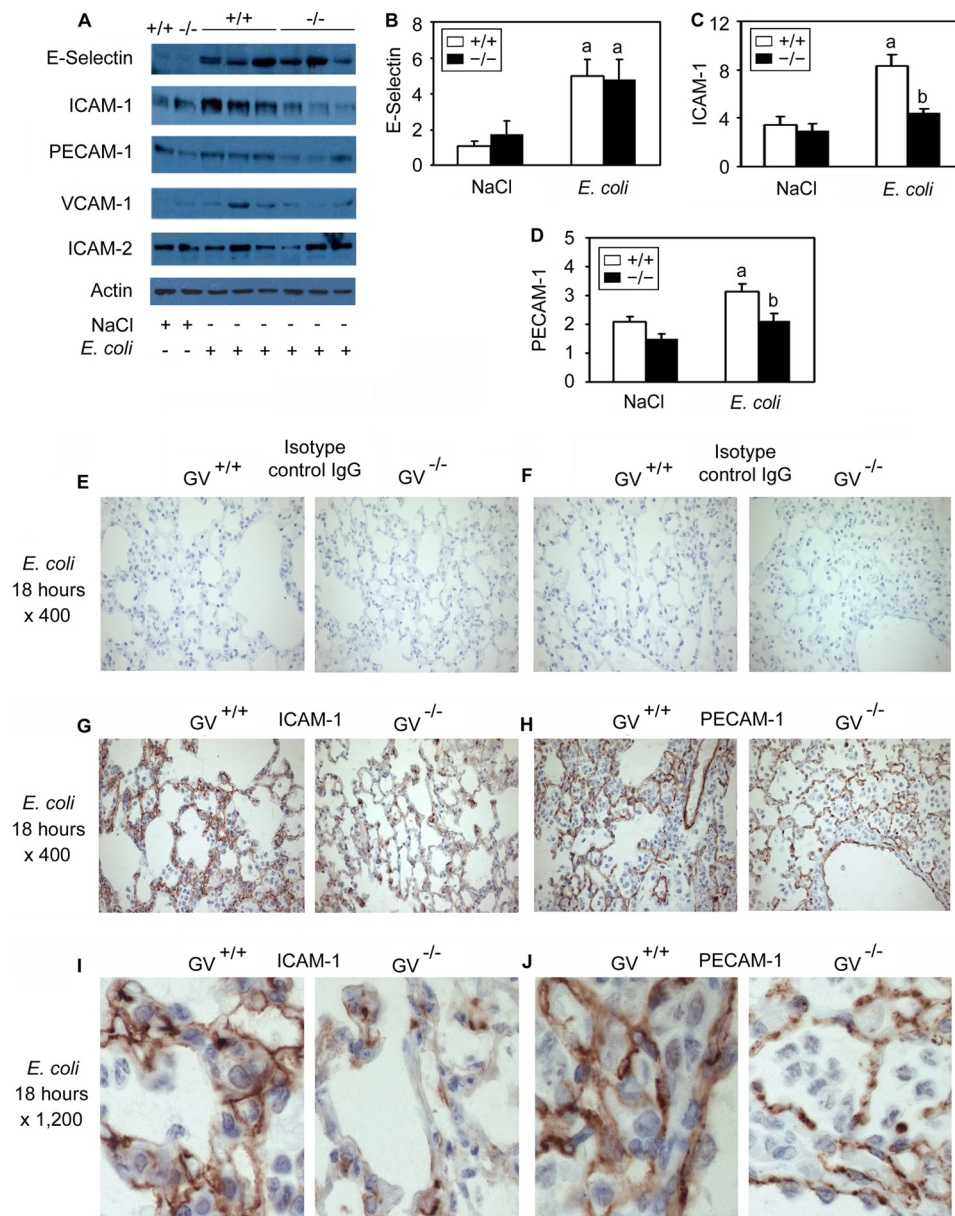 A
+/+ -/- +/+ -/-
E-Selectin
ICAM-1
PECAM-1
VCAM-1
ICAM-2
Actin
NaCl + + - - - - - -
E. coli - - + + + + + +
B
E-Selectin
8
6
4
2
0
+/+
−/−
a a
NaCl E. coli
C
ICAM-1
12
8
4
0
+/+
−/−
a
b
NaCl E. coli
D
PECAM-1
5
4
3
2
1
0
+/+
−/−
a
b
NaCl E. coli
E GV+/+ Isotype control IgG GV-/-
F GV+/+ Isotype control IgG GV-/-
E. coli
18 hours
x 400
G GV+/+ ICAM-1 GV-/-
H GV+/+ PECAM-1 GV-/-
E. coli
18 hours
x 400
I GV+/+ ICAM-1 GV-/-
J GV+/+ PECAM-1 GV-/-
E. coli
18 hours
x 1,200